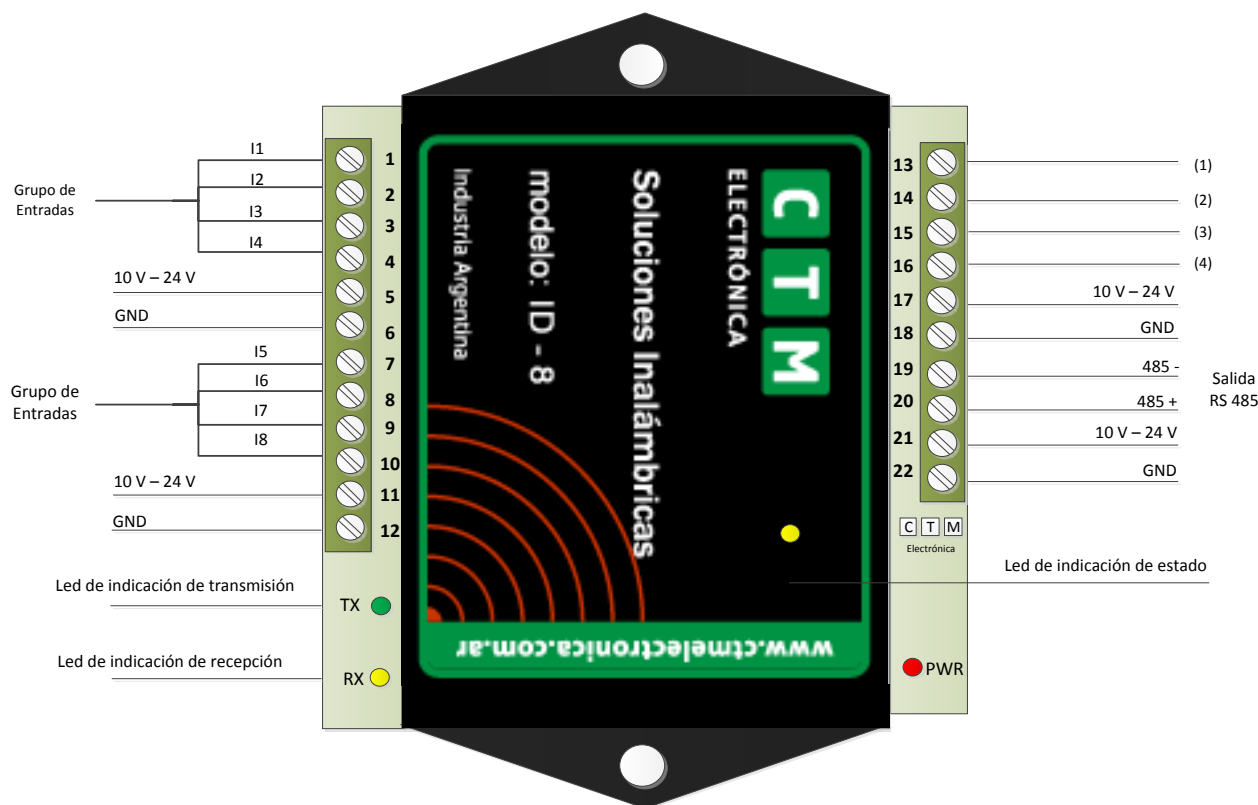 I1
I2
I3
I4
Grupo de
Entradas
10 V – 24 V
GND
I5
I6
I7
I8
Grupo de
Entradas
10 V – 24 V
GND
Led de indicación de transmisión
Led de indicación de recepción
1
2
3
4
5
6
7
8
9
10
11
12
TX
RX
C T M
ELECTRÓNICA
Soluciones Inalámbricas
modelo: ID - 8
Industria Argentina
www.ctmelectronica.com.ar
13
14
15
16
17
18
19
20
21
22
C T M
Electrónica
PWR
(1)
(2)
(3)
(4)
10 V – 24 V
GND
485 -
485 +
Salida
RS 485
10 V – 24 V
GND
Led de indicación de estado